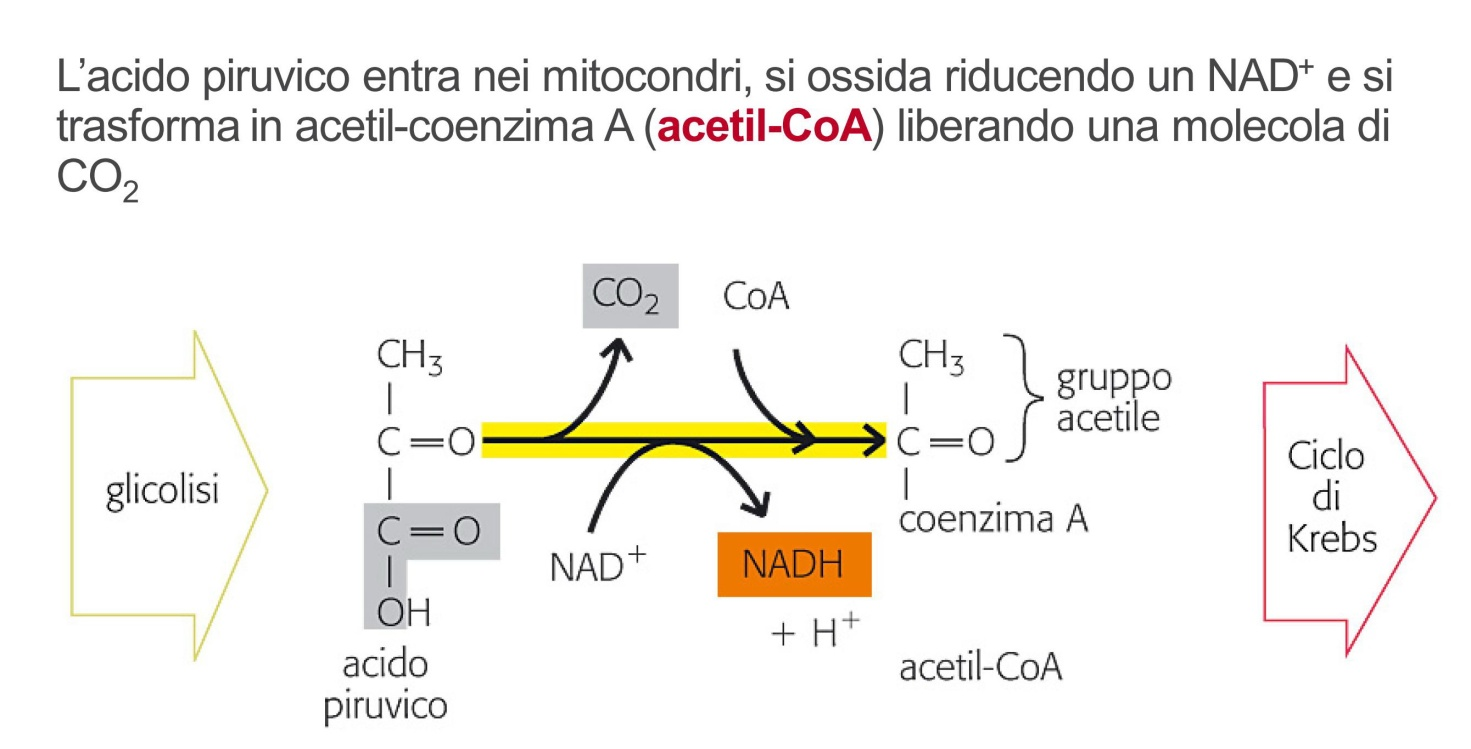 L’acido piruvico entra nei mitocondri, si ossida riducendo un NAD⁺ e si
trasforma in acetil-coenzima A (acetil-CoA) liberando una molecola di
CO₂
glicolisi
CH₃
C=O
C=O
OH
acido
piruvico
CO₂
CoA
NAD⁺
NADH
+ H⁺
CH₃
C=O
coenzima A
gruppo
acetile
acetil-CoA
Ciclo
di
Krebs